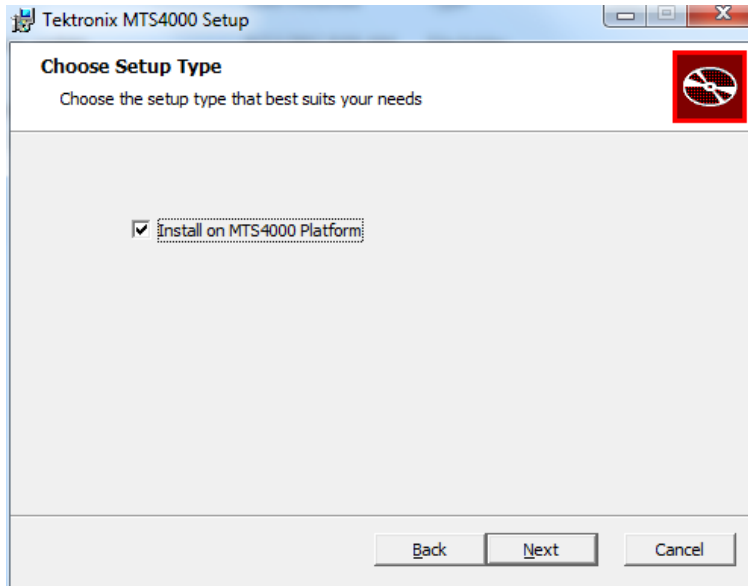 Tektronix MTS4000 Setup
Choose Setup Type
Choose the setup type that best suits your needs
Install on MTS4000 Platform
Back Next Cancel